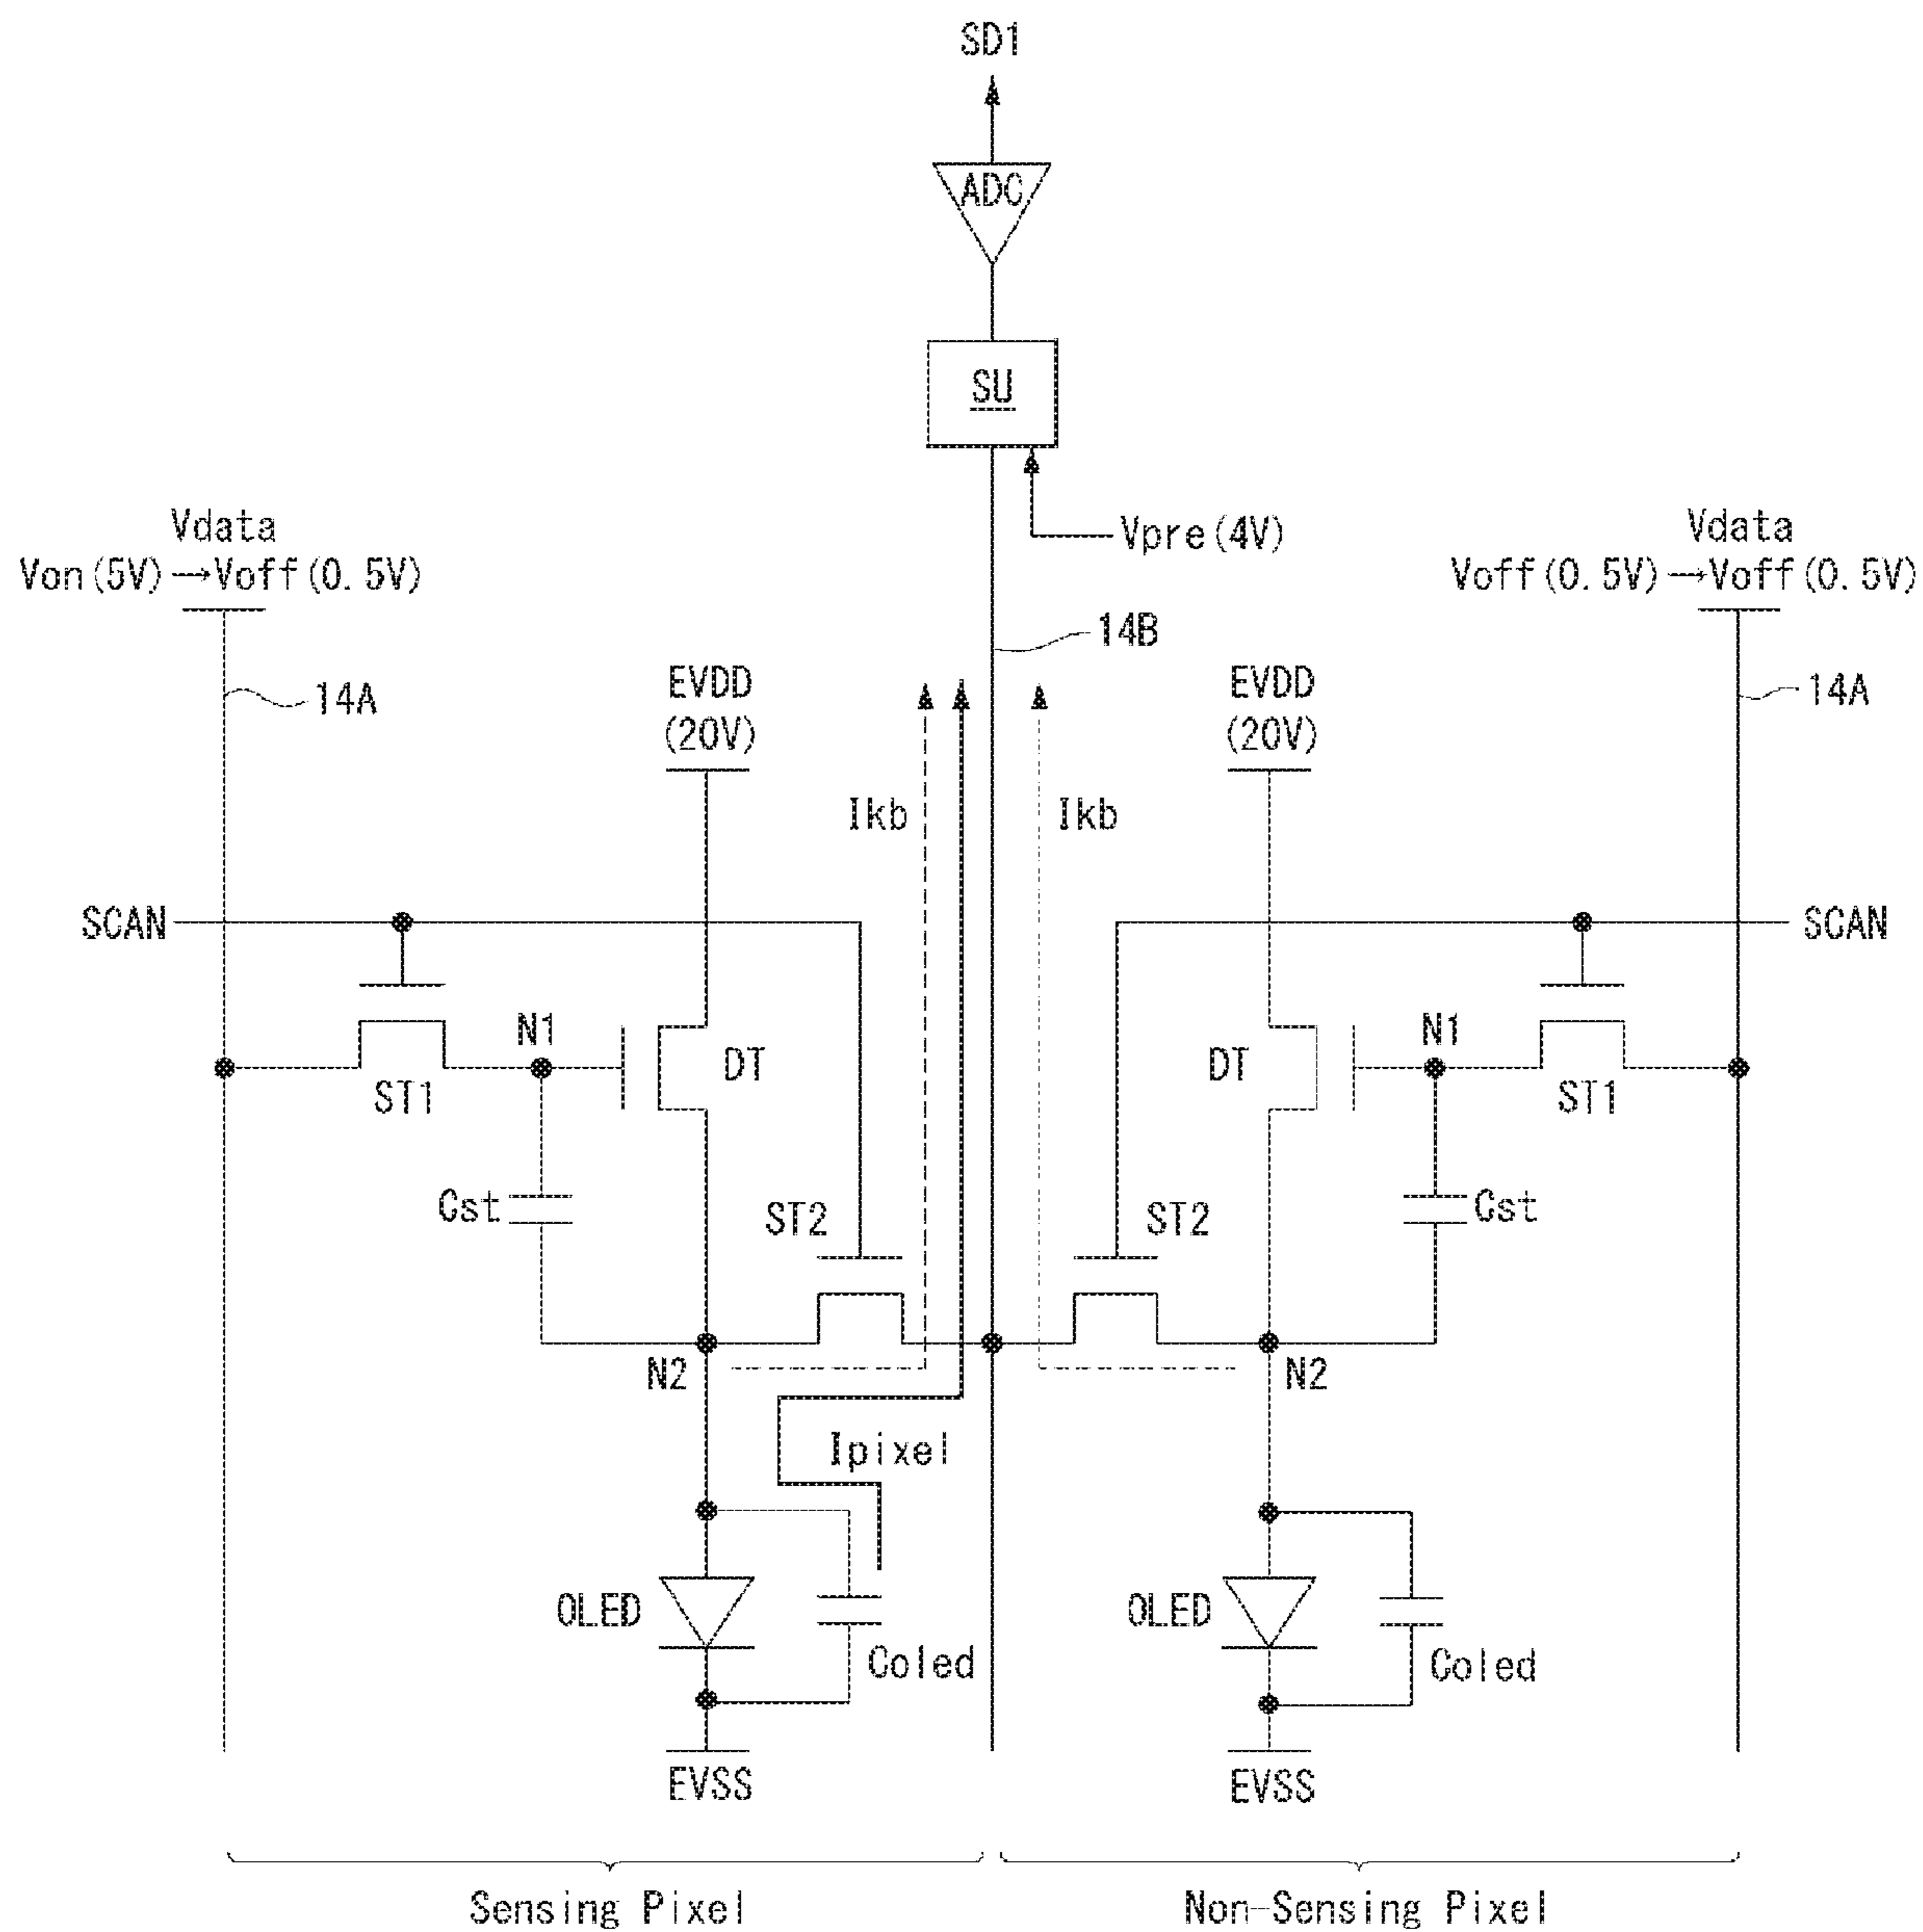 SD1
ADC
SU
Vpre(4V)
Vdata
Von(5V)→Voff(0.5V)
Vdata
Voff(0.5V)→Voff(0.5V)
14B
14A
EVDD
(20V)
EVDD
(20V)
14A
Ikb
Ikb
SCAN
SCAN
N1
DT
DT
N1
ST1
ST1
Cst
ST2
ST2
Cst
N2
N2
Ipixel
OLED
Coled
OLED
Coled
EVSS
EVSS
Sensing Pixel
Non-Sensing Pixel